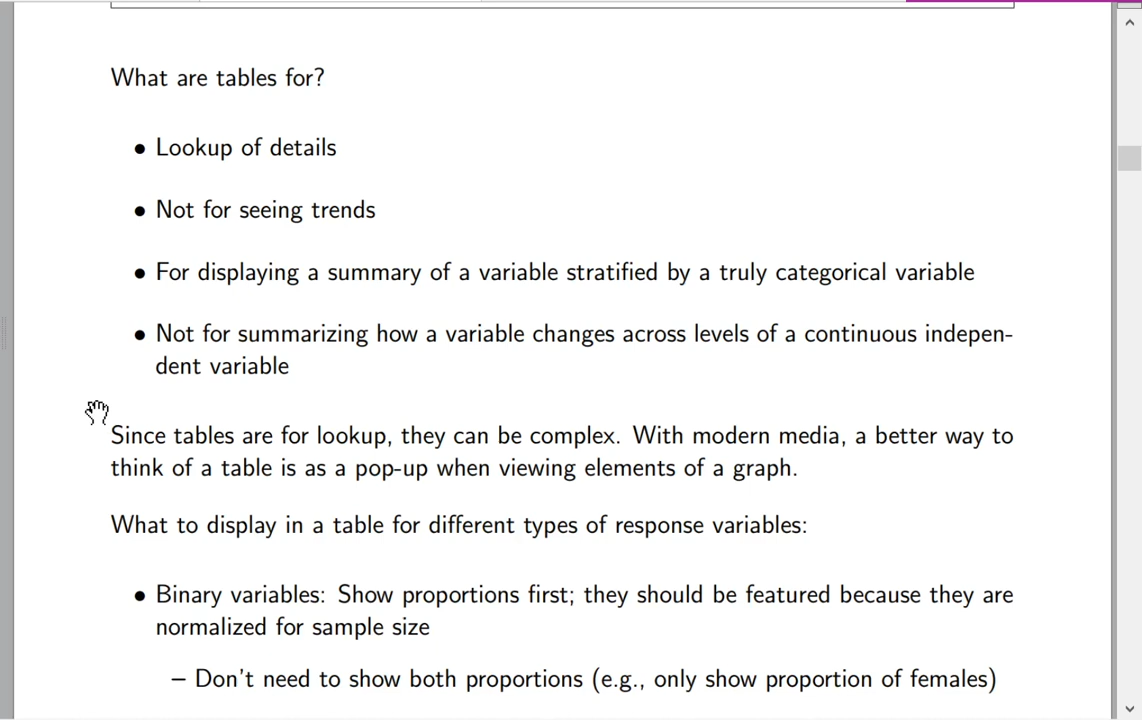 What are tables for?
● Lookup of details
● Not for seeing trends
● For displaying a summary of a variable stratified by a truly categorical variable
● Not for summarizing how a variable changes across levels of a continuous indepen-
dent variable
Since tables are for lookup, they can be complex. With modern media, a better way to
think of a table is as a pop-up when viewing elements of a graph.
What to display in a table for different types of response variables:
● Binary variables: Show proportions first; they should be featured because they are
normalized for sample size
– Don't need to show both proportions (e.g., only show proportion of females)